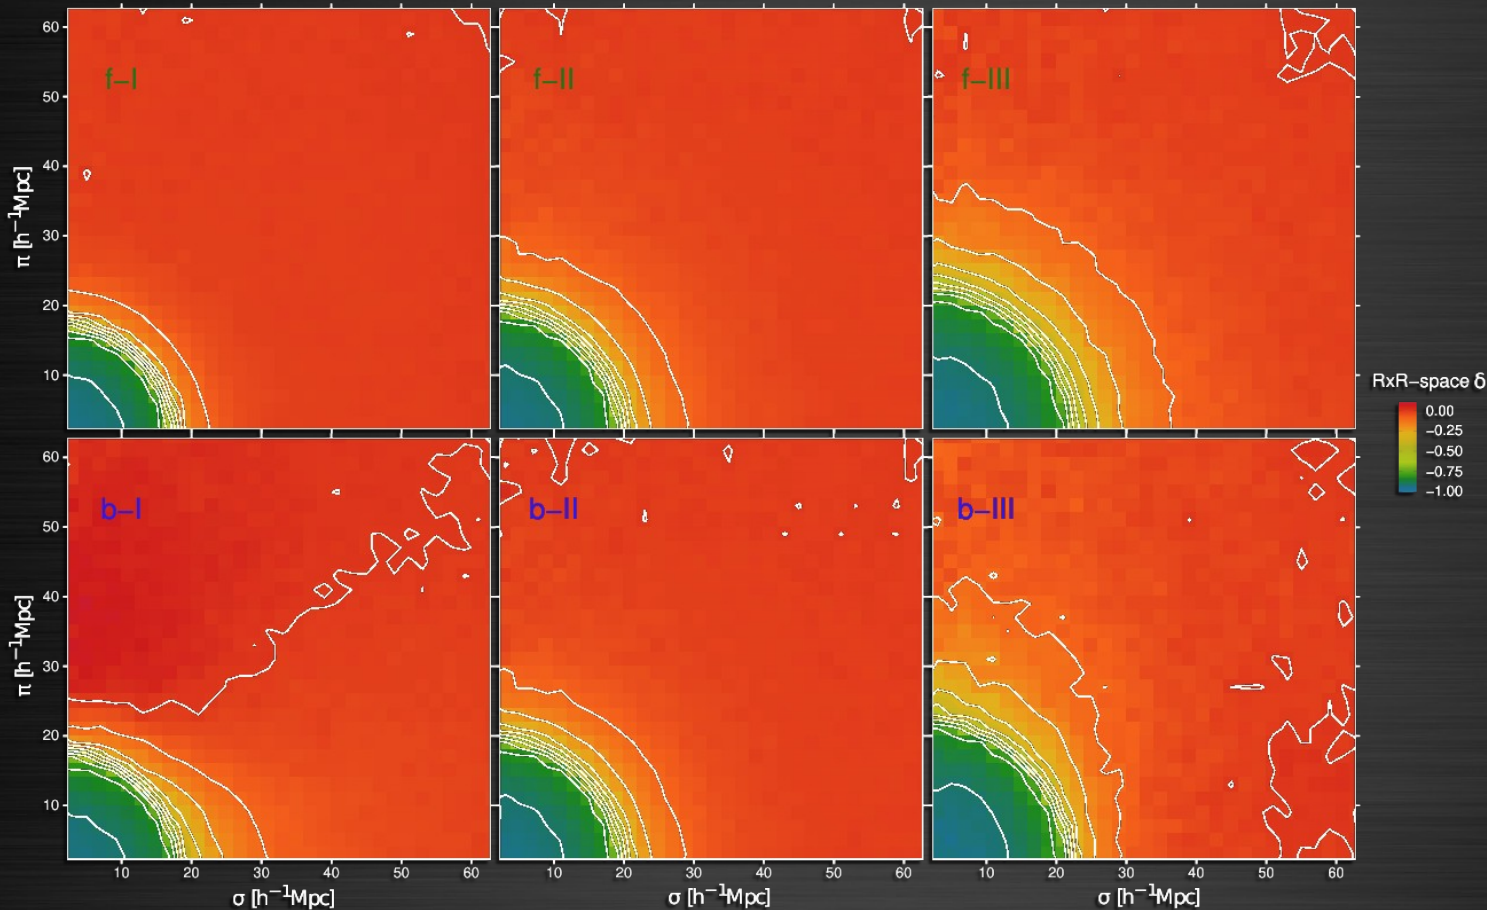 f–I
f–II
f–III
60
50
40
30
20
10
π [h⁻¹Mpc]
RxR–space δ
0.00
−0.25
−0.50
−0.75
−1.00
b–I
b–II
b–III
60
50
40
30
20
10
π [h⁻¹Mpc]
10 20 30 40 50 60
10 20 30 40 50 60
10 20 30 40 50 60
σ [h⁻¹Mpc]
σ [h⁻¹Mpc]
σ [h⁻¹Mpc]